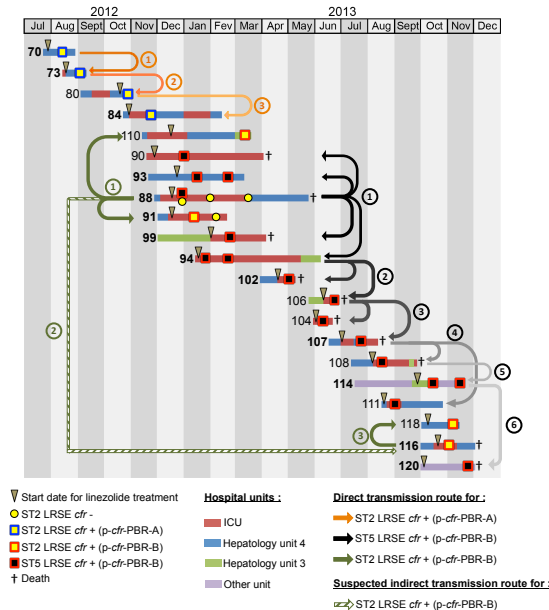 2012 2013
Jul Aug Sept Oct Nov Dec Jan Feb Mar Apr May Jun Jul Aug Sept Oct Nov Dec
70 1
73 2
80 3
84
110
90 †
93
1 88 † 1
91
99 †
94
102 † 2
106 † 3
104 †
107 † 4
2 108 † 5
114 †
111 6
118
3 116 †
120 †
Start date for linezolide treatment
ST2 LRSE cfr -
ST2 LRSE cfr + (p-cfr-PBR-A)
ST2 LRSE cfr + (p-cfr-PBR-B)
ST5 LRSE cfr + (p-cfr-PBR-B)
† Death
Hospital units :
ICU
Hepatology unit 4
Hepatology unit 3
Other unit
Direct transmission route for :
ST2 LRSE cfr + (p-cfr-PBR-A)
ST5 LRSE cfr + (p-cfr-PBR-B)
ST2 LRSE cfr + (p-cfr-PBR-B)
Suspected indirect transmission route for :
ST2 LRSE cfr + (p-cfr-PBR-B)